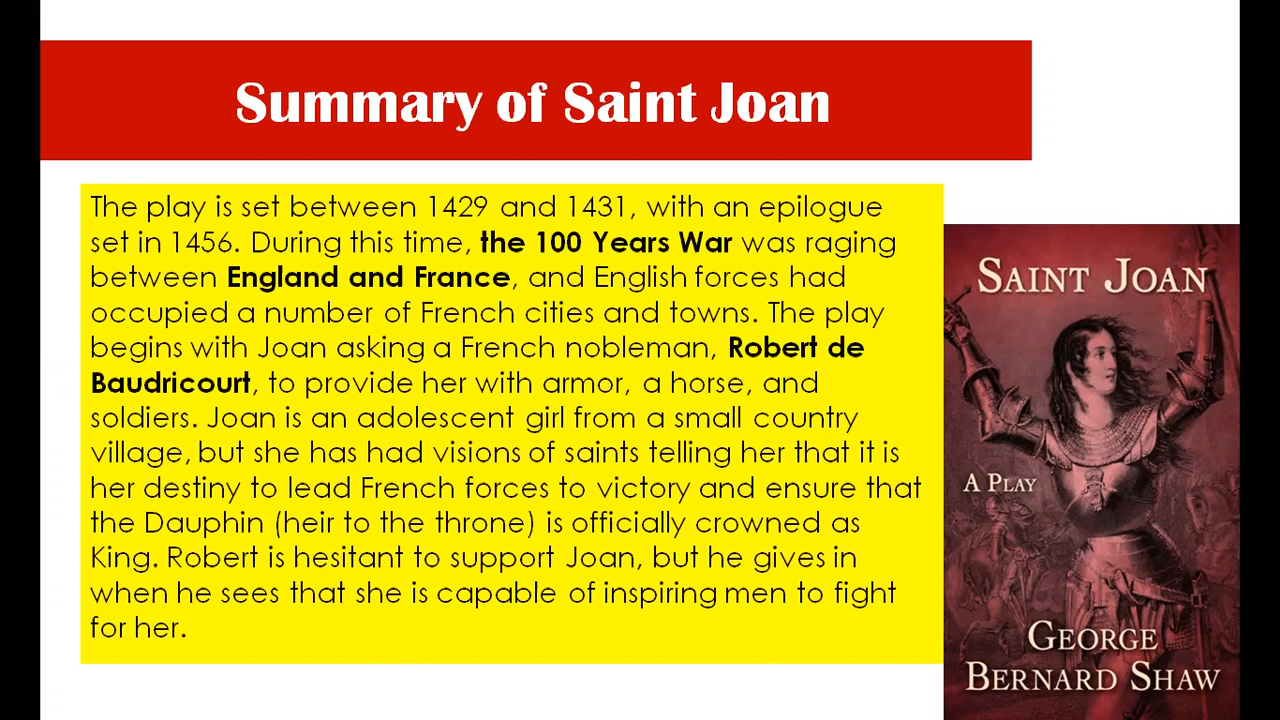 Summary of Saint Joan
The play is set between 1429 and 1431, with an epilogue
set in 1456. During this time, the 100 Years War was raging
between England and France, and English forces had
occupied a number of French cities and towns. The play
begins with Joan asking a French nobleman, Robert de
Baudricourt, to provide her with armor, a horse, and
soldiers. Joan is an adolescent girl from a small country
village, but she has had visions of saints telling her that it is
her destiny to lead French forces to victory and ensure that
the Dauphin (heir to the throne) is officially crowned as
King. Robert is hesitant to support Joan, but he gives in
when he sees that she is capable of inspiring men to fight
for her.
SAINT JOAN
A PLAY
GEORGE
BERNARD SHAW